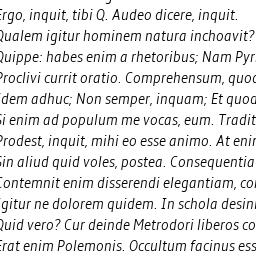 Ergo, inquit, tibi Q. Audeo dicere, inquit.
Qualem igitur hominem natura inchoavit?
Quippe: habes enim a rhetoribus; Nam Pyr
Proclivi currit oratio. Comprehensum, quod
Idem adhuc; Non semper, inquam; Et quod
Si enim ad populum me vocas, eum. Tradit
Prodest, inquit, mihi eo esse animo. At enim
Sin aliud quid voles, postea. Consequentia
Contemnit enim disserendi elegantiam, co
Igitur ne dolorem quidem. In schola desin
Quid vero? Cur deinde Metrodori liberos co
Erat enim Polemonis. Occultum facinus ess